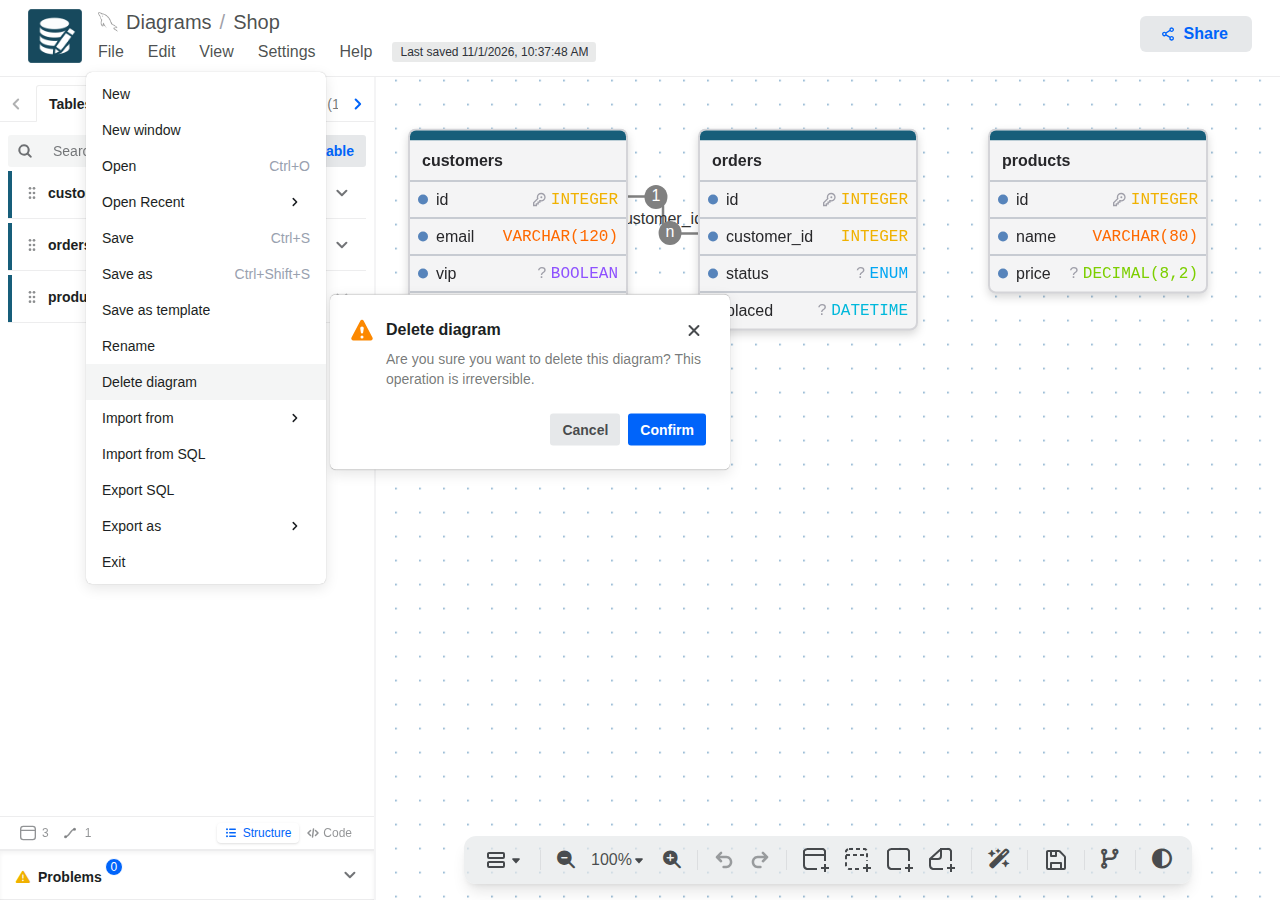 Diagrams / Shop
File Edit View Settings Help Last saved 11/1/2026, 10:37:48 AM
Share
New
New window
Open Ctrl+O
Open Recent
Save Ctrl+S
Save as Ctrl+Shift+S
Save as template
Rename
Delete diagram
Import from
Import from SQL
Export SQL
Export as
Exit
Tables (1
Searc able
custo
orders
produ
customers
id INTEGER
email VARCHAR(120)
vip ? BOOLEAN
1
ustomer_id
n
orders
id INTEGER
customer_id INTEGER
status ? ENUM
placed ? DATETIME
products
id INTEGER
name VARCHAR(80)
price ? DECIMAL(8,2)
Delete diagram
Are you sure you want to delete this diagram? This
operation is irreversible.
Cancel Confirm
3 1 Structure Code
Problems 0
100%